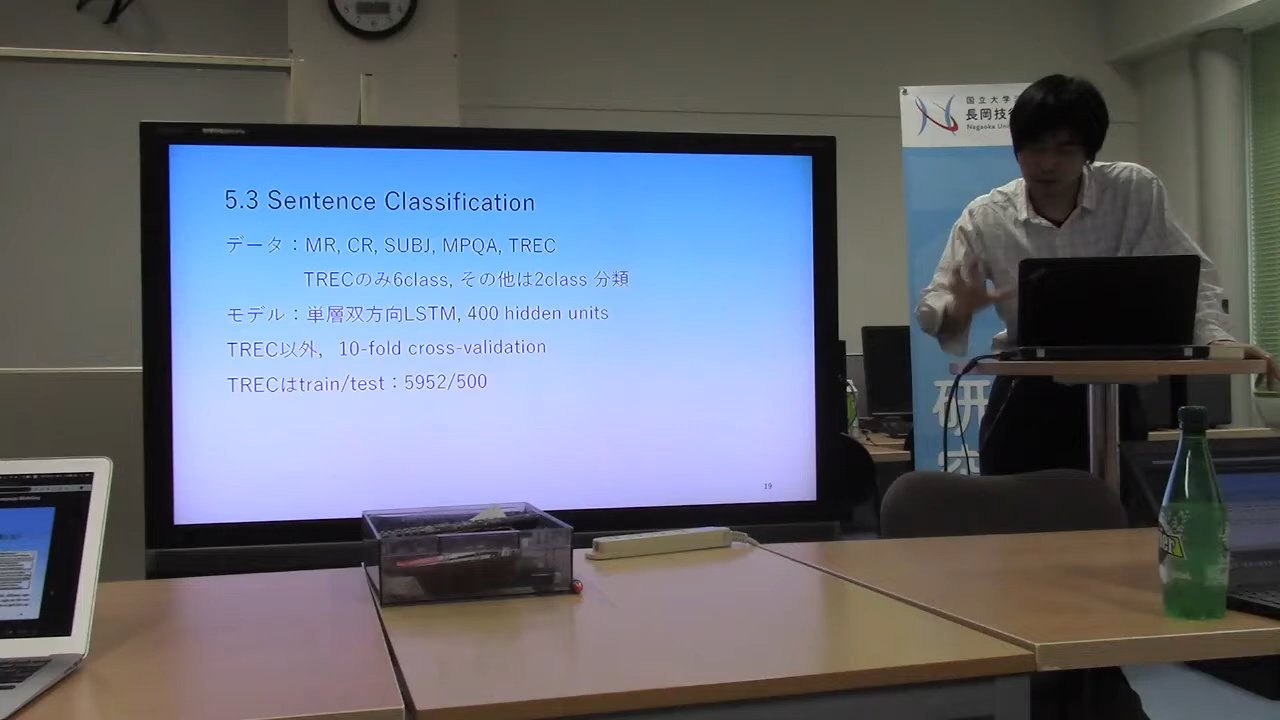 5.3 Sentence Classification
データ：MR, CR, SUBJ, MPQA, TREC
TRECのみ6class, その他は2class 分類
モデル：単層双方向LSTM, 400 hidden units
TREC以外，10-fold cross-validation
TRECはtrain/test：5952/500
19
国立大学
長岡技
Nagaoka Uni
研